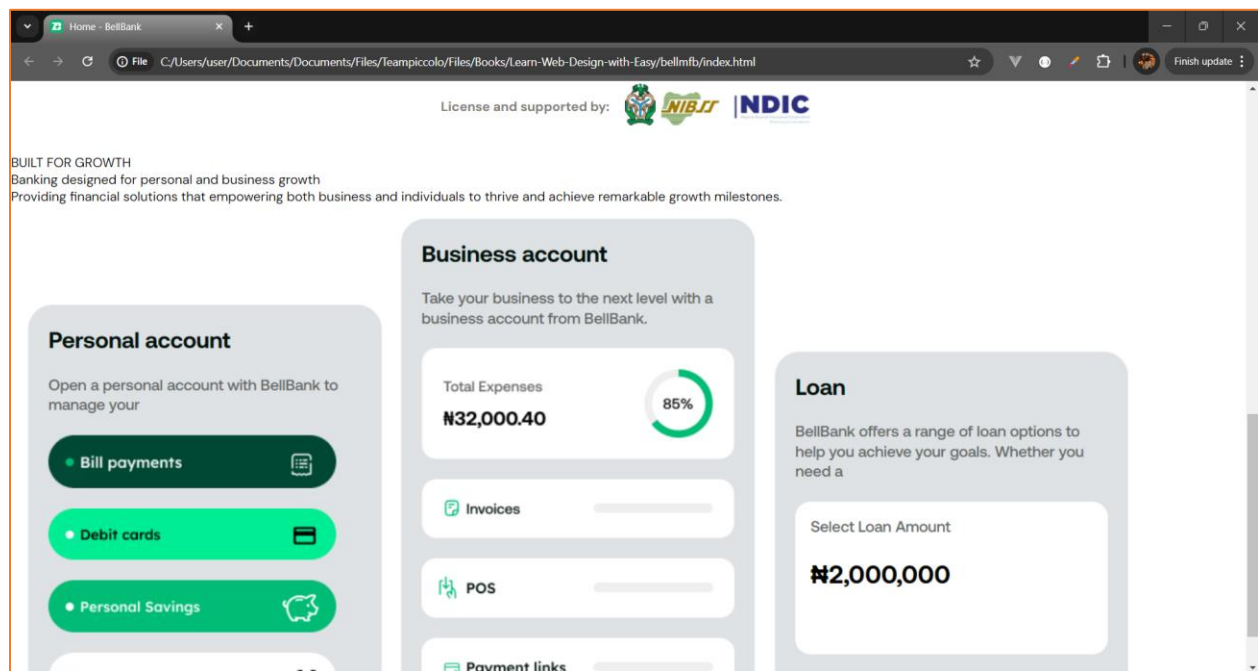 Home - BellBank
File C:/Users/user/Documents/Documents/Files/Teampiccolo/Files/Books/Learn-Web-Design-with-Easy/bellmfb/index.html
Finish update
License and supported by:
NIBSS
NDIC
BUILT FOR GROWTH
Banking designed for personal and business growth
Providing financial solutions that empowering both business and individuals to thrive and achieve remarkable growth milestones.
Personal account
Open a personal account with BellBank to
manage your
Bill payments
Debit cards
Personal Savings
Business account
Take your business to the next level with a
business account from BellBank.
Total Expenses
₦32,000.40
85%
Invoices
POS
Payment links
Loan
BellBank offers a range of loan options to
help you achieve your goals. Whether you
need a
Select Loan Amount
₦2,000,000